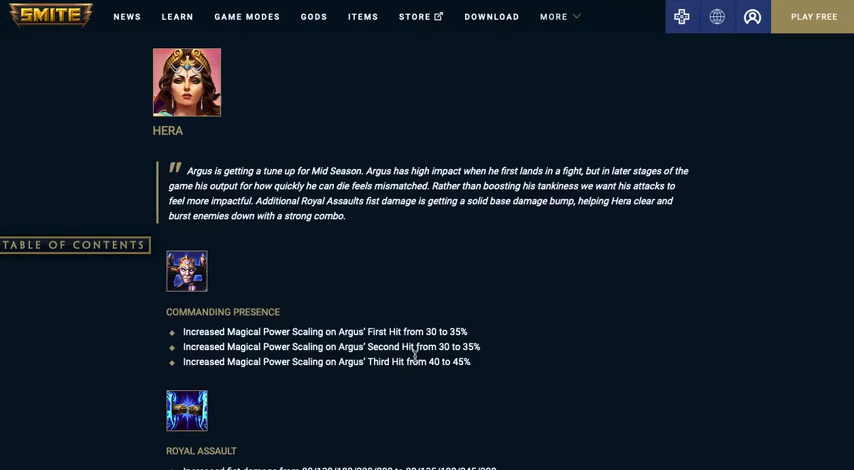 SMITE NEWS LEARN GAME MODES GODS ITEMS STORE DOWNLOAD MORE PLAY FREE
HERA
" Argus is getting a tune up for Mid Season. Argus has high impact when he first lands in a fight, but in later stages of the
game his output for how quickly he can die feels mismatched. Rather than boosting his tankiness we want his attacks to
feel more impactful. Additional Royal Assaults fist damage is getting a solid base damage bump, helping Hera clear and
burst enemies down with a strong combo.
TABLE OF CONTENTS
COMMANDING PRESENCE
Increased Magical Power Scaling on Argus' First Hit from 30 to 35%
Increased Magical Power Scaling on Argus' Second Hit from 30 to 35%
Increased Magical Power Scaling on Argus' Third Hit from 40 to 45%
ROYAL ASSAULT
Increased fist damage from